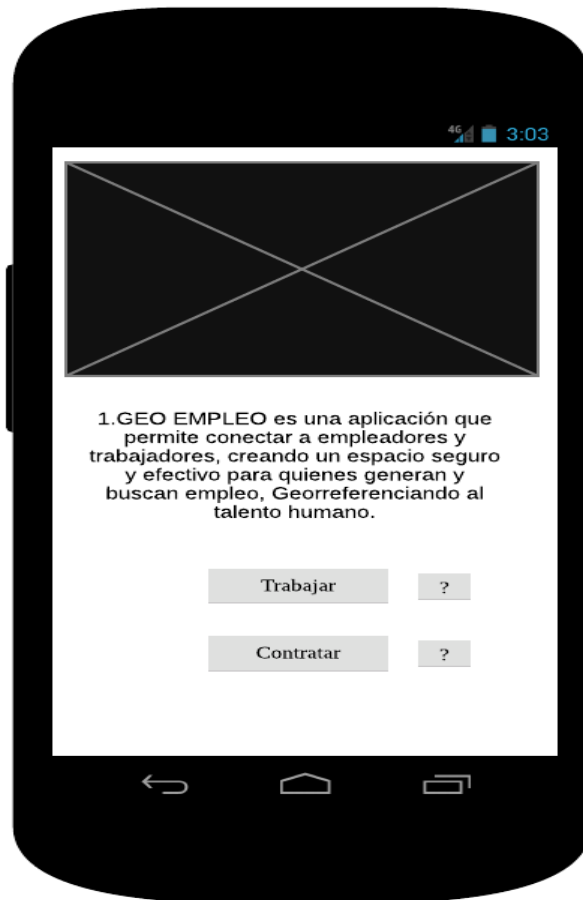 4G 3:03
1.GEO EMPLEO es una aplicación que
permite conectar a empleadores y
trabajadores, creando un espacio seguro
y efectivo para quienes generan y
buscan empleo, Georreferenciando al
talento humano.
Trabajar ?
Contratar ?